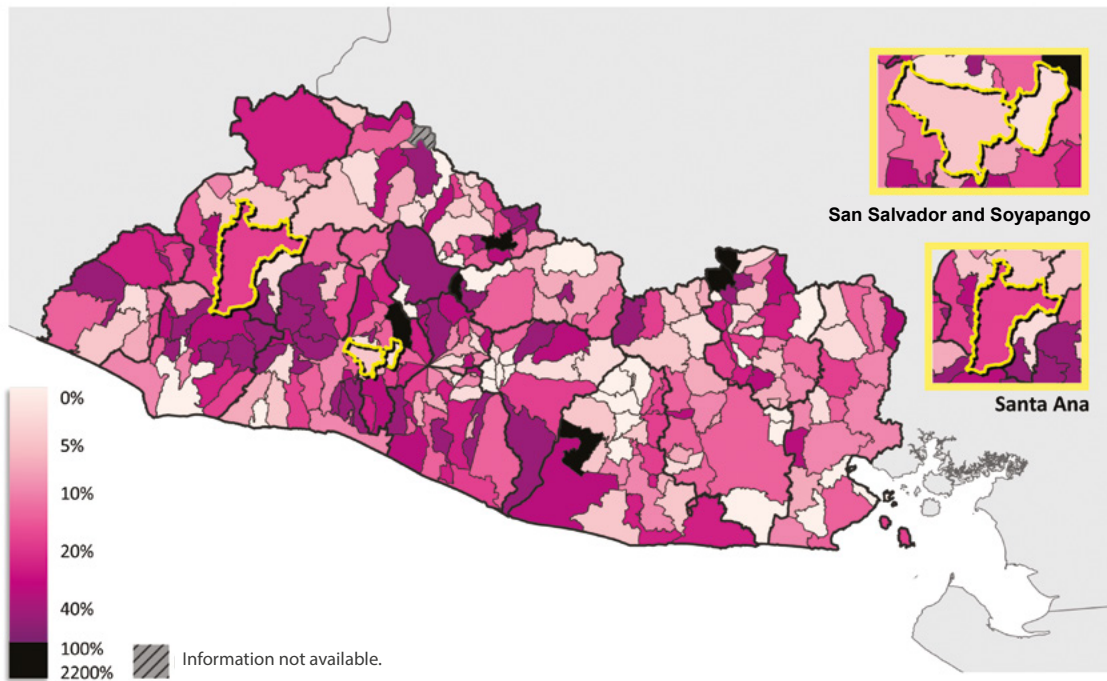 San Salvador and Soyapango
Santa Ana
0%
5%
10%
20%
40%
100%
2200%
Information not available.